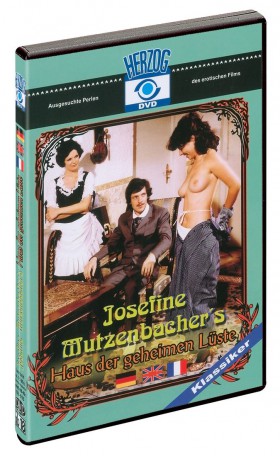 HERZOG
DVD
Ausgesuchte Perlen
des erotischen Films
Josefine
Mutzenbacher's
Haus der geheimen Lüste
Klassiker